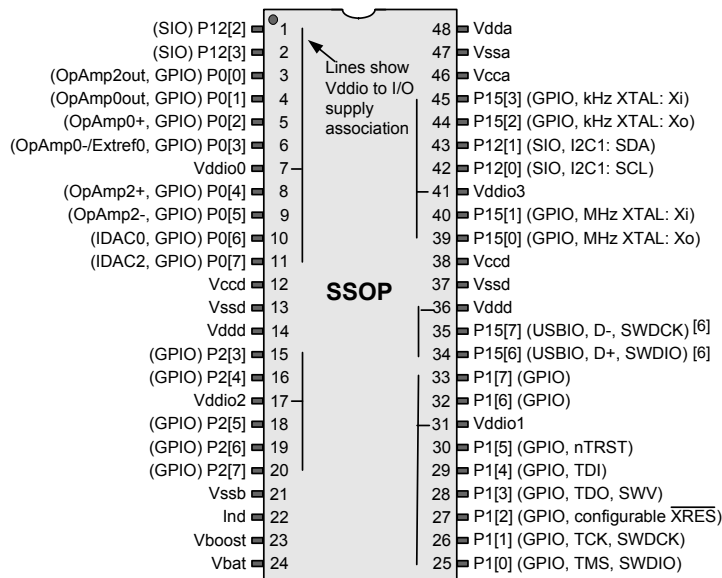 (SIO) P12[2] 1
(SIO) P12[3] 2
(OpAmp2out, GPIO) P0[0] 3
(OpAmp0out, GPIO) P0[1] 4
(OpAmp0+, GPIO) P0[2] 5
(OpAmp0-/Extref0, GPIO) P0[3] 6
Vddio0 7
(OpAmp2+, GPIO) P0[4] 8
(OpAmp2-, GPIO) P0[5] 9
(IDAC0, GPIO) P0[6] 10
(IDAC2, GPIO) P0[7] 11
Vccd 12
Vssd 13
Vddd 14
(GPIO) P2[3] 15
(GPIO) P2[4] 16
Vddio2 17
(GPIO) P2[5] 18
(GPIO) P2[6] 19
(GPIO) P2[7] 20
Vssb 21
Ind 22
Vboost 23
Vbat 24
Lines show
Vddio to I/O
supply
association
SSOP
48 Vdda
47 Vssa
46 Vcca
45 P15[3] (GPIO, kHz XTAL: Xi)
44 P15[2] (GPIO, kHz XTAL: Xo)
43 P12[1] (SIO, I2C1: SDA)
42 P12[0] (SIO, I2C1: SCL)
41 Vddio3
40 P15[1] (GPIO, MHz XTAL: Xi)
39 P15[0] (GPIO, MHz XTAL: Xo)
38 Vccd
37 Vssd
36 Vddd
35 P15[7] (USBIO, D-, SWDCK) [6]
34 P15[6] (USBIO, D+, SWDIO) [6]
33 P1[7] (GPIO)
32 P1[6] (GPIO)
31 Vddio1
30 P1[5] (GPIO, nTRST)
29 P1[4] (GPIO, TDI)
28 P1[3] (GPIO, TDO, SWV)
27 P1[2] (GPIO, configurable XRES)
26 P1[1] (GPIO, TCK, SWDCK)
25 P1[0] (GPIO, TMS, SWDIO)